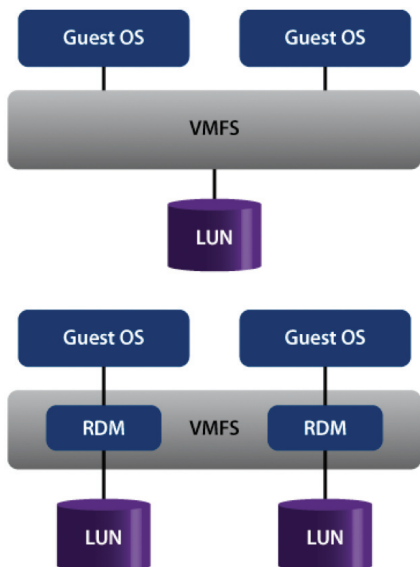 Guest OS Guest OS
VMFS
LUN
Guest OS Guest OS
RDM VMFS RDM
LUN LUN